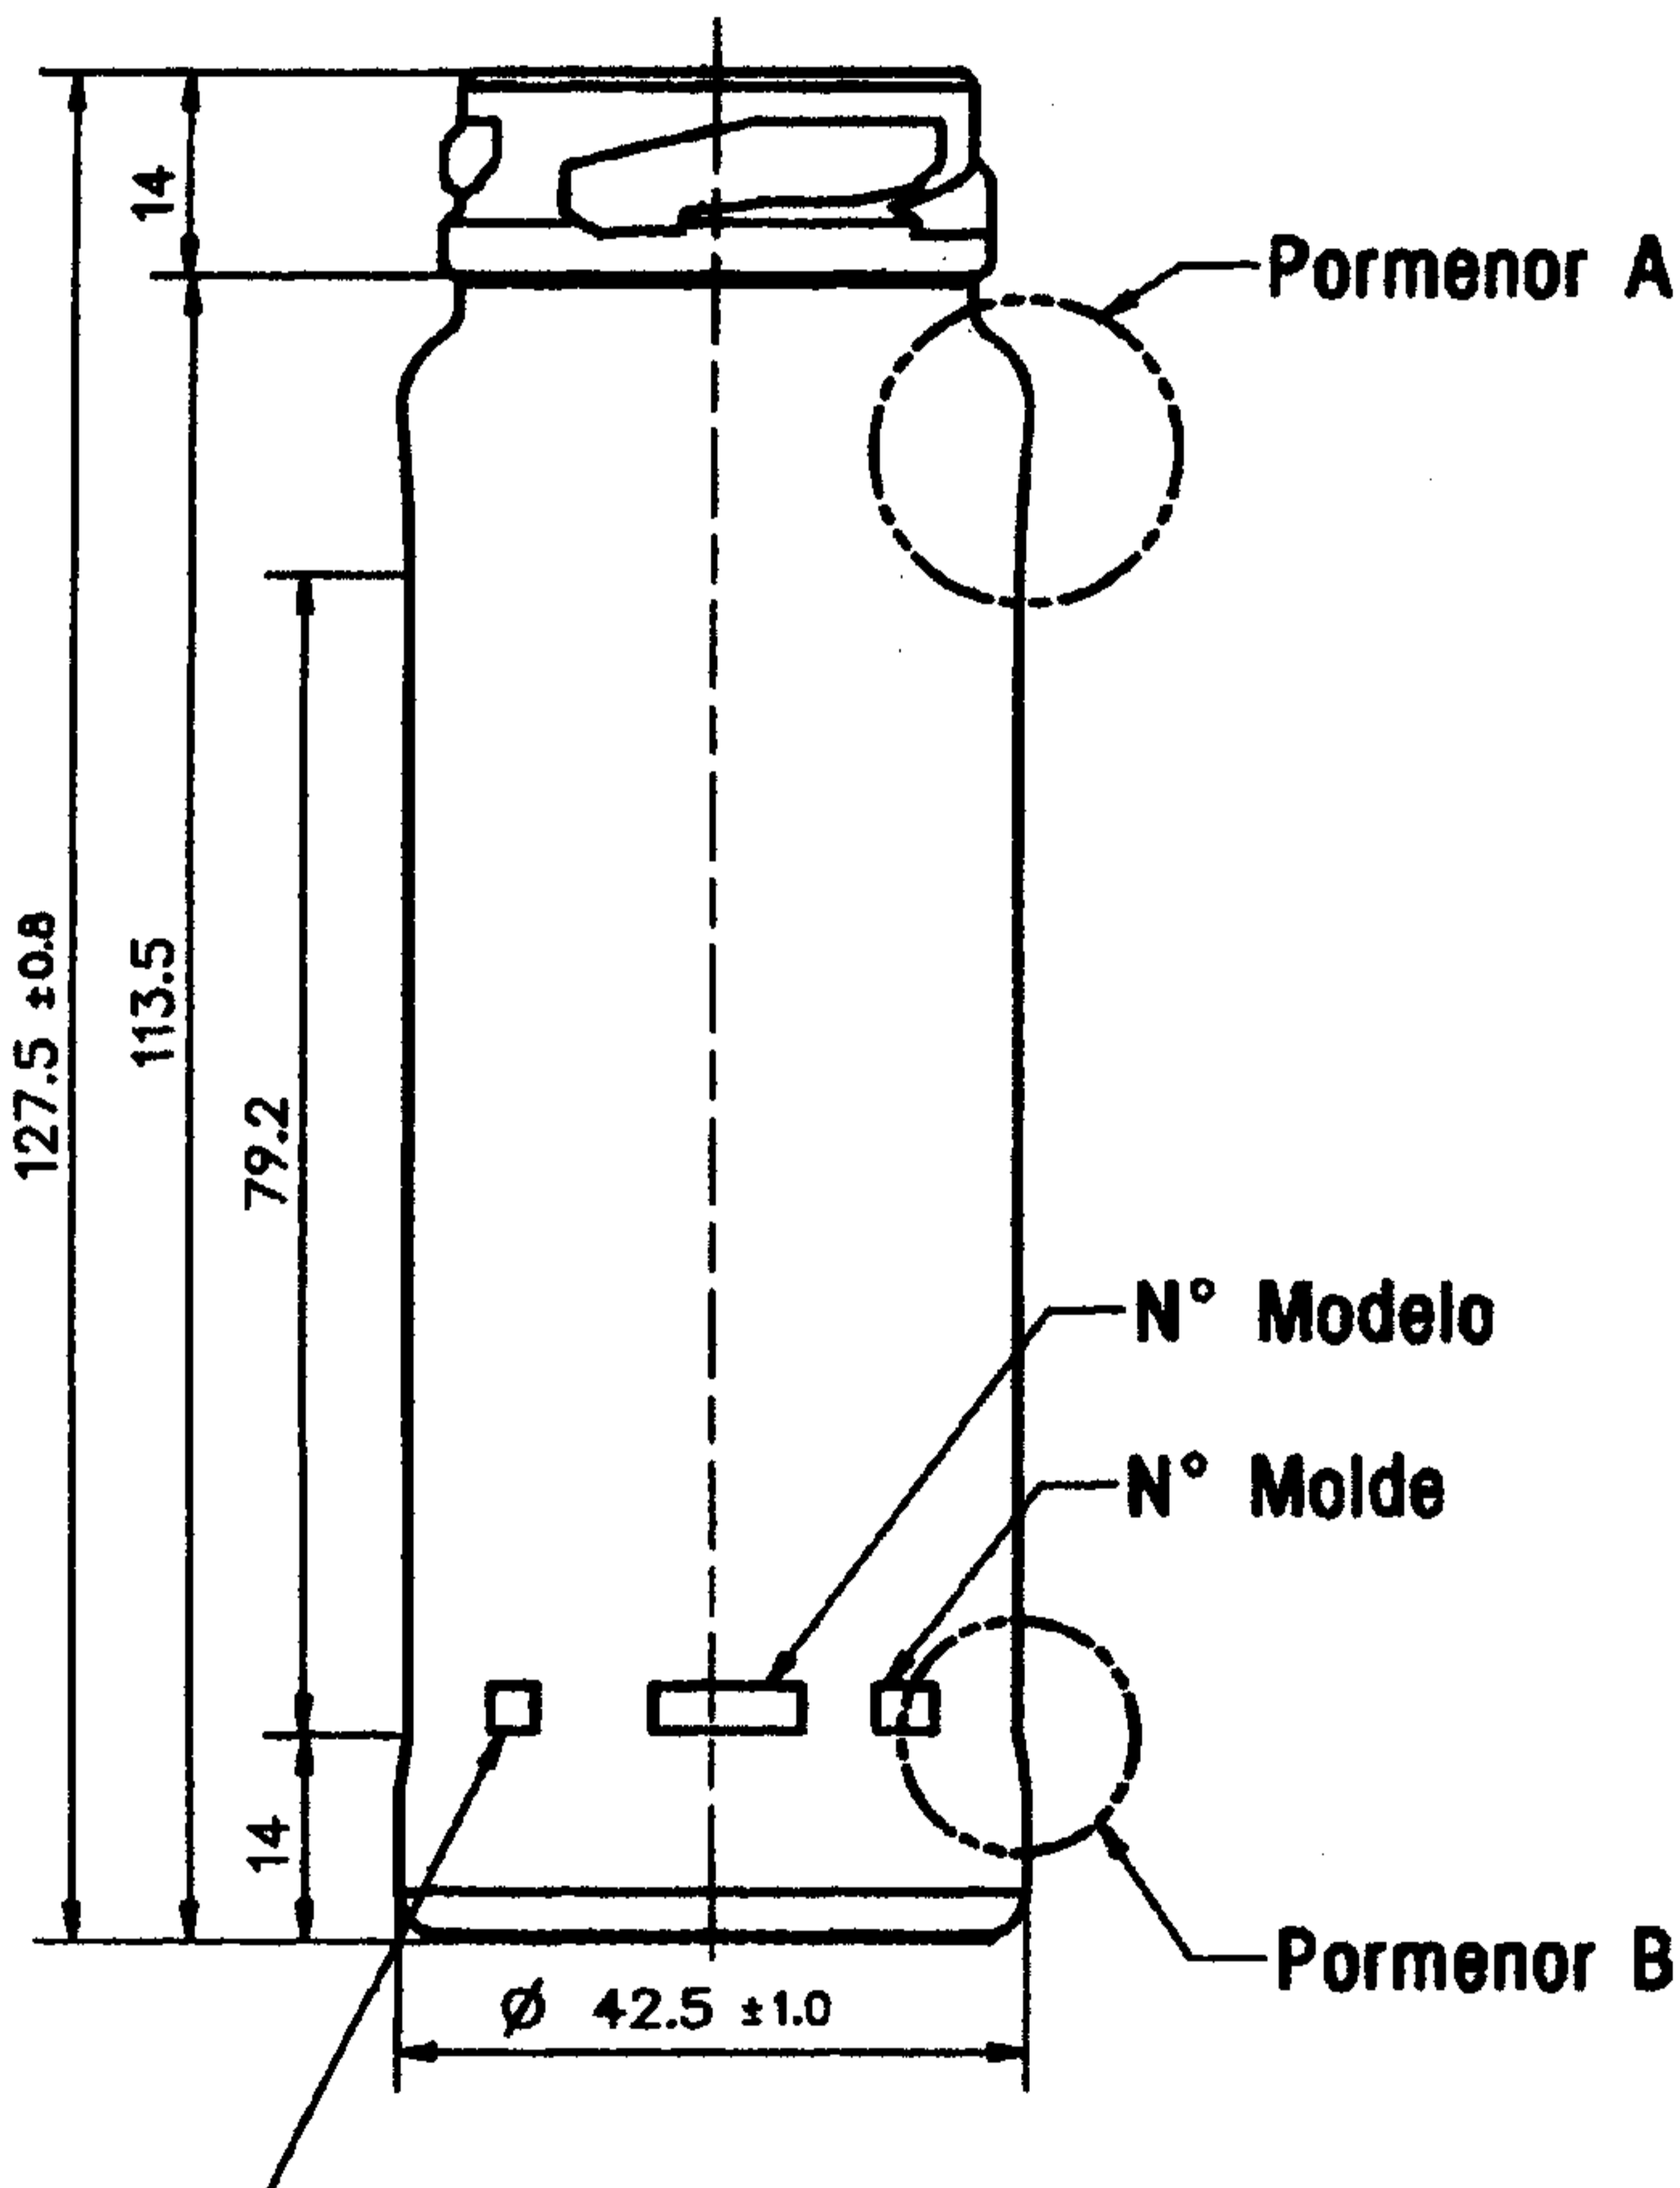 14
Pormenor A
127.5 ±0.8
113.5
79.2
N° Modelo
N° Molde
14
Pormenor B
Ø 42.5 ±1.0